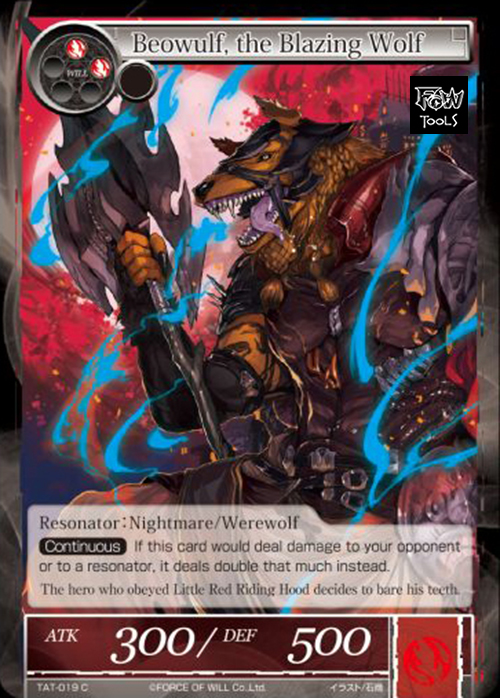 Beowulf, the Blazing Wolf
WILL
FOW
TOOLS
Resonator: Nightmare/Werewolf
Continuous If this card would deal damage to your opponent
or to a resonator, it deals double that much instead.
The hero who obeyed Little Red Riding Hood decides to bare his teeth.
ATK 300/ DEF 500
TAT-019 C ©FORCE OF WILL Co.,Ltd. イラスト/石橋